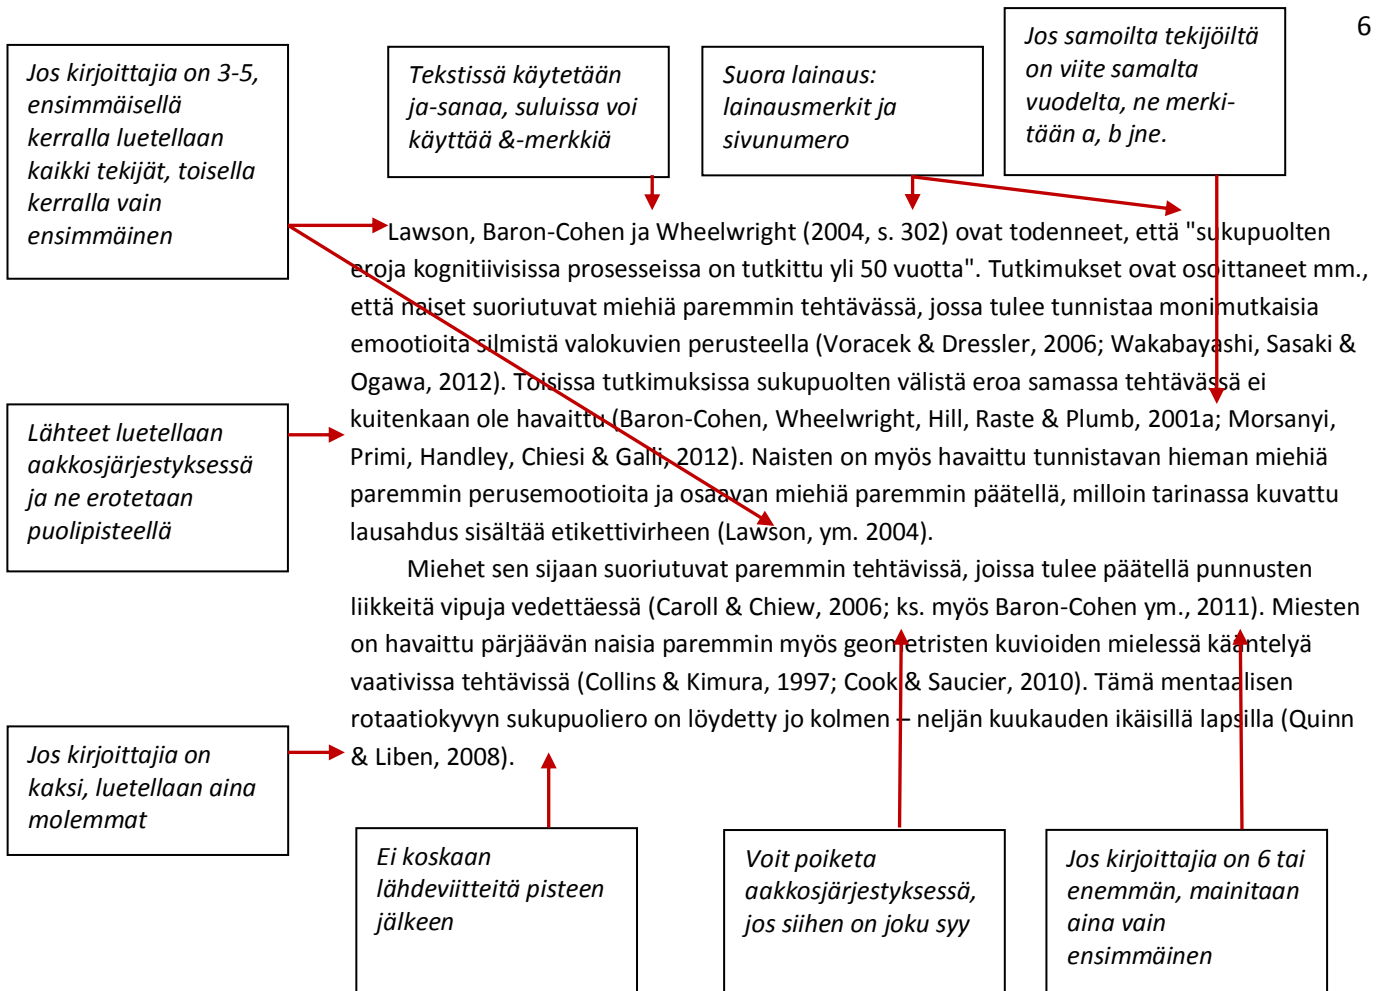 6
Jos kirjoittajia on 3-5,
ensimmäisellä
kerralla luetellaan
kaikki tekijät, toisella
kerralla vain
ensimmäinen
Tekstissä käytetään
ja-sanaa, suluissa voi
käyttää &-merkkiä
Suora lainaus:
lainausmerkit ja
sivunumero
Jos samoilta tekijöiltä
on viite samalta
vuodelta, ne merki-
tään a, b jne.
Lawson, Baron-Cohen ja Wheelwright (2004, s. 302) ovat todenneet, että "sukupuolten
eroja kognitiivisissa prosesseissa on tutkittu yli 50 vuotta". Tutkimukset ovat osoittaneet mm.,
että naiset suoriutuvat miehiä paremmin tehtävässä, jossa tulee tunnistaa monimutkaisia
emootioita silmistä valokuvien perusteella (Voracek & Dressler, 2006; Wakabayashi, Sasaki &
Ogawa, 2012). Toisissa tutkimuksissa sukupuolten välistä eroa samassa tehtävässä ei
kuitenkaan ole havaittu (Baron-Cohen, Wheelwright, Hill, Raste & Plumb, 2001a; Morsanyi,
Primi, Handley, Chiesi & Galli, 2012). Naisten on myös havaittu tunnistavan hieman miehiä
paremmin perusemootioita ja osaavan miehiä paremmin päätellä, milloin tarinassa kuvattu
lausahdus sisältää etikettivirheen (Lawson, ym. 2004).
Lähteet luetellaan
aakkosjärjestyksessä
ja ne erotetaan
puolipisteellä
Miehet sen sijaan suoriutuvat paremmin tehtävissä, joissa tulee päätellä punnusten
liikkeitä vipuja vedettäessä (Caroll & Chiew, 2006; ks. myös Baron-Cohen ym., 2011). Miesten
on havaittu pärjäävän naisia paremmin myös geometristen kuvioiden mielessä kääntelyä
vaativissa tehtävissä (Collins & Kimura, 1997; Cook & Saucier, 2010). Tämä mentaalisen
rotaatiokyvyn sukupuoliero on löydetty jo kolmen – neljän kuukauden ikäisillä lapsilla (Quinn
& Liben, 2008).
Jos kirjoittajia on
kaksi, luetellaan aina
molemmat
Ei koskaan
lähdeviitteitä pisteen
jälkeen
Voit poiketa
aakkosjärjestyksessä,
jos siihen on joku syy
Jos kirjoittajia on 6 tai
enemmän, mainitaan
aina vain
ensimmäinen